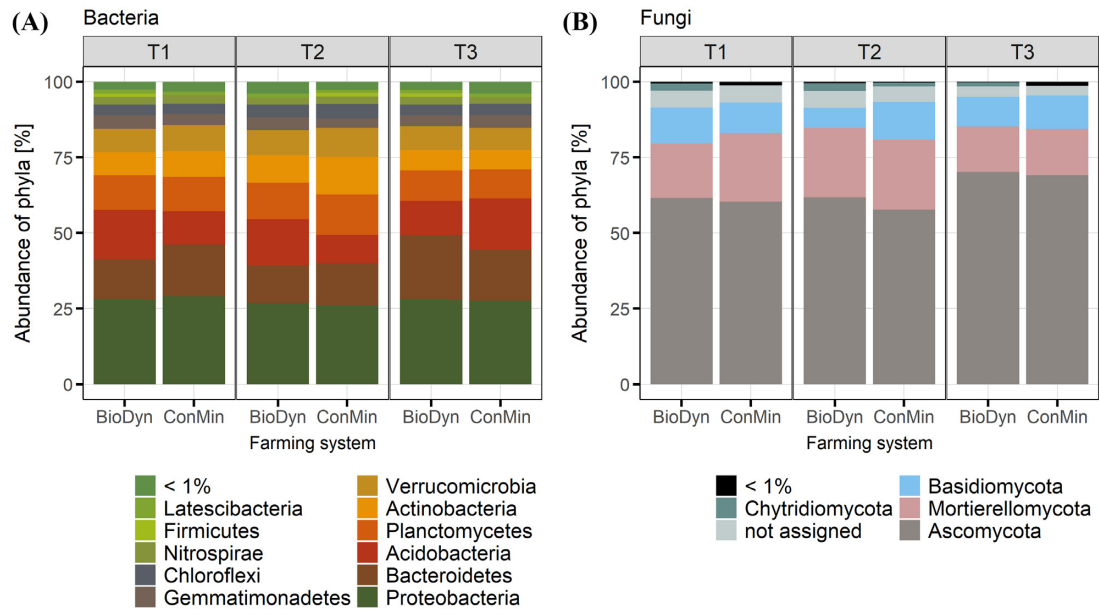 (A) Bacteria
T1 T2 T3
Abundance of phyla [%]
100
75
50
25
0
BioDyn ConMin BioDyn ConMin BioDyn ConMin
Farming system
< 1% Verrucomicrobia
Latescibacteria Actinobacteria
Firmicutes Planctomycetes
Nitrospirae Acidobacteria
Chloroflexi Bacteroidetes
Gemmatimonadetes Proteobacteria
(B) Fungi
T1 T2 T3
Abundance of phyla [%]
100
75
50
25
0
BioDyn ConMin BioDyn ConMin BioDyn ConMin
Farming system
< 1% Basidiomycota
Chytridiomycota Mortierellomycota
not assigned Ascomycota